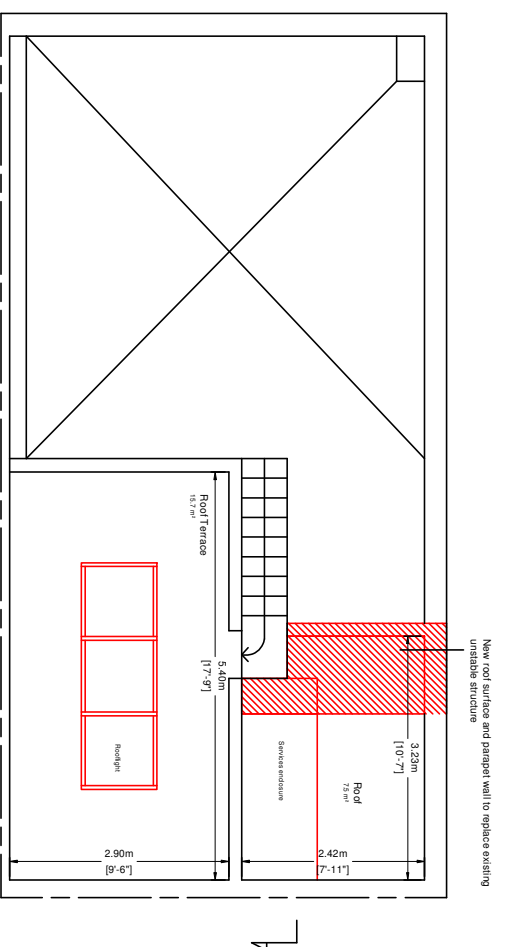 New roof surface and parapet wall to replace existing
unstable structure
Roof Terrace
15.7 m²
5.40m
[17'-9"]
3.23m
[10'-7"]
Roof
7.5 m²
Services enclosure
Rooflight
2.90m
[9'-6"]
2.42m
[7'-11"]